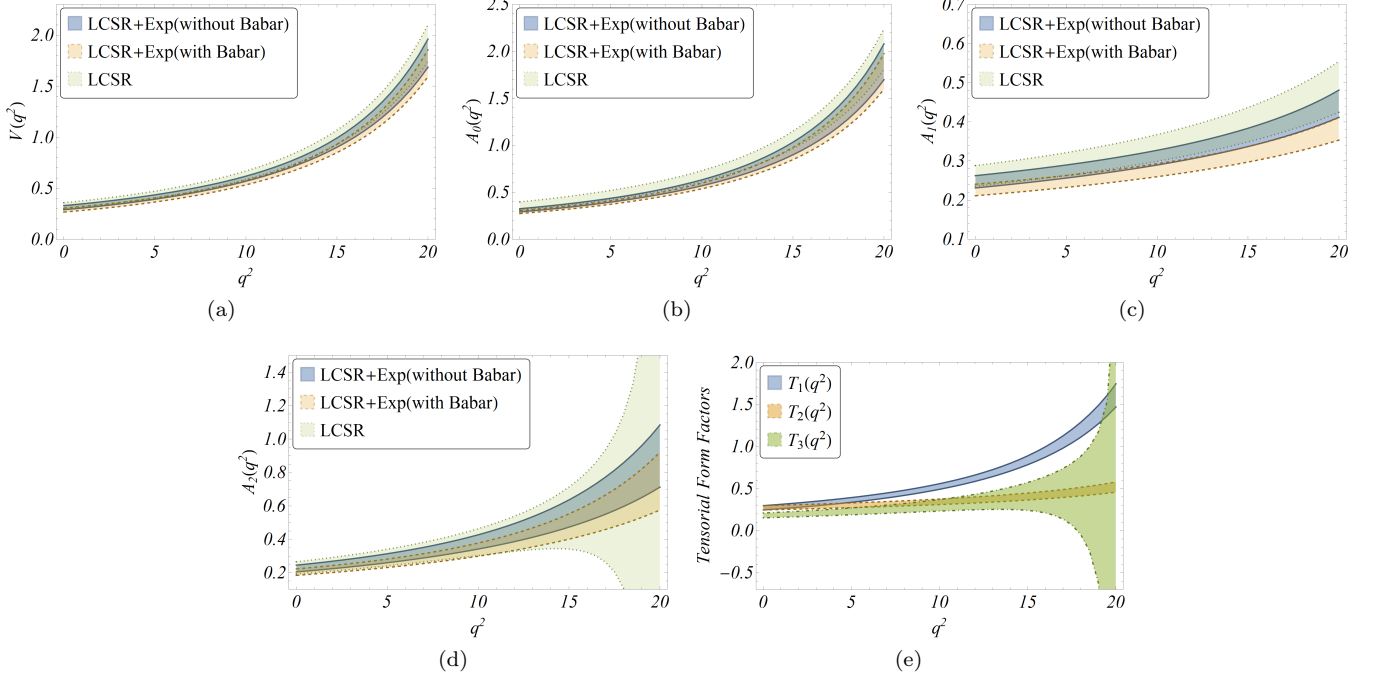 LCSR+Exp(without Babar)
LCSR+Exp(with Babar)
LCSR
V(q²)
2.0
1.5
1.0
0.5
0.0
0 5 10 15 20
q²
(a)
LCSR+Exp(without Babar)
LCSR+Exp(with Babar)
LCSR
A₀(q²)
2.5
2.0
1.5
1.0
0.5
0.0
0 5 10 15 20
q²
(b)
LCSR+Exp(without Babar)
LCSR+Exp(with Babar)
LCSR
A₁(q²)
0.7
0.6
0.5
0.4
0.3
0.2
0.1
0 5 10 15 20
q²
(c)
LCSR+Exp(without Babar)
LCSR+Exp(with Babar)
LCSR
A₂(q²)
1.4
1.2
1.0
0.8
0.6
0.4
0.2
0 5 10 15 20
q²
(d)
T₁(q²)
T₂(q²)
T₃(q²)
Tensorial Form Factors
2.0
1.5
1.0
0.5
0.0
−0.5
0 5 10 15 20
q²
(e)